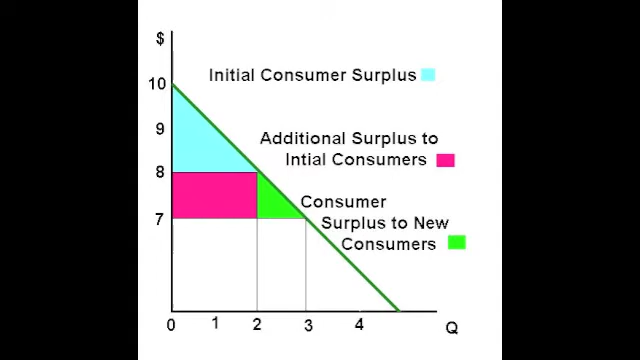 $
10
Initial Consumer Surplus
9
Additional Surplus to
Intial Consumers
8
Consumer
Surplus to New
Consumers
7
0 1 2 3 4 Q